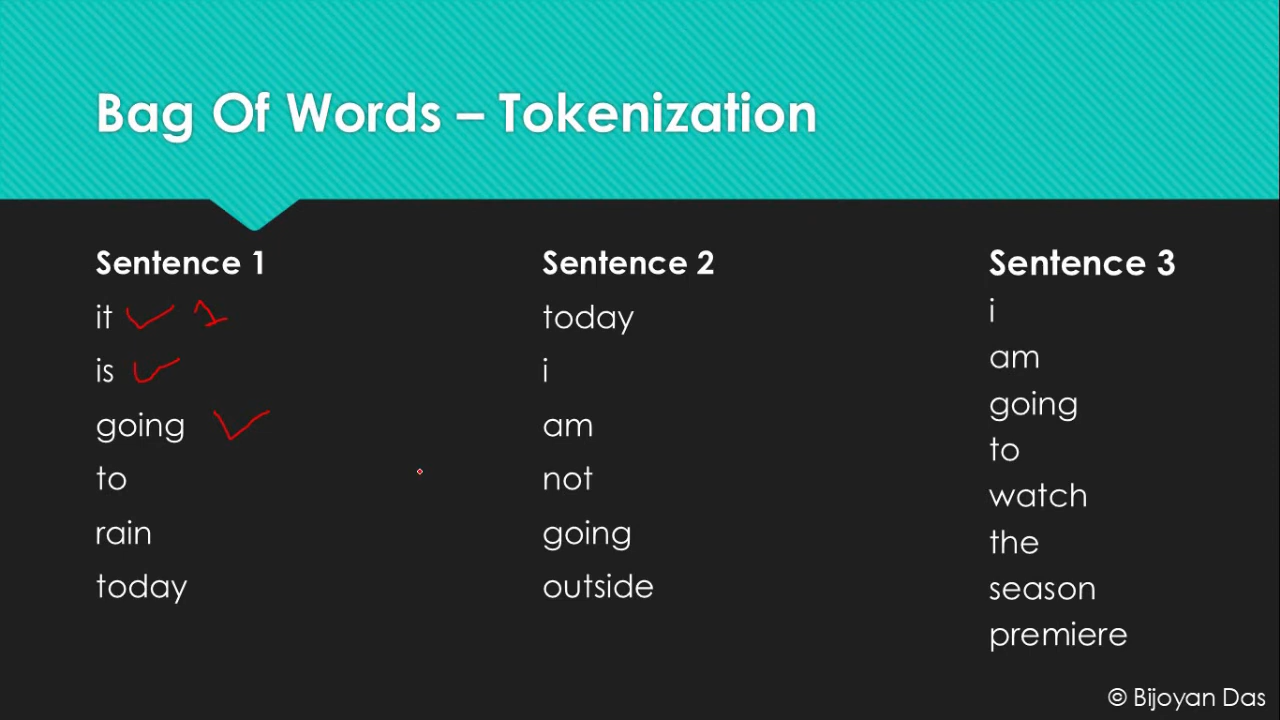 Bag Of Words – Tokenization
Sentence 1
it 1
is
going
to
rain
today
Sentence 2
today
i
am
not
going
outside
Sentence 3
i
am
going
to
watch
the
season
premiere
© Bijoyan Das